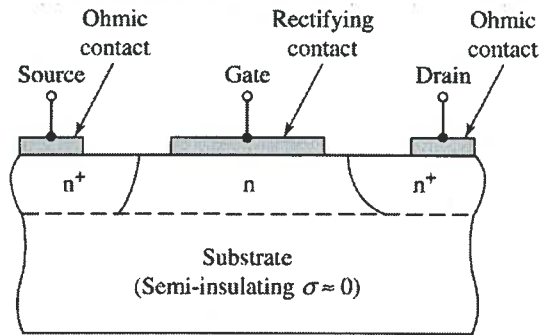 Ohmic
contact
Rectifying
contact
Ohmic
contact
Source
Gate
Drain
n+
n
n+
Substrate
(Semi-insulating σ ≈ 0)